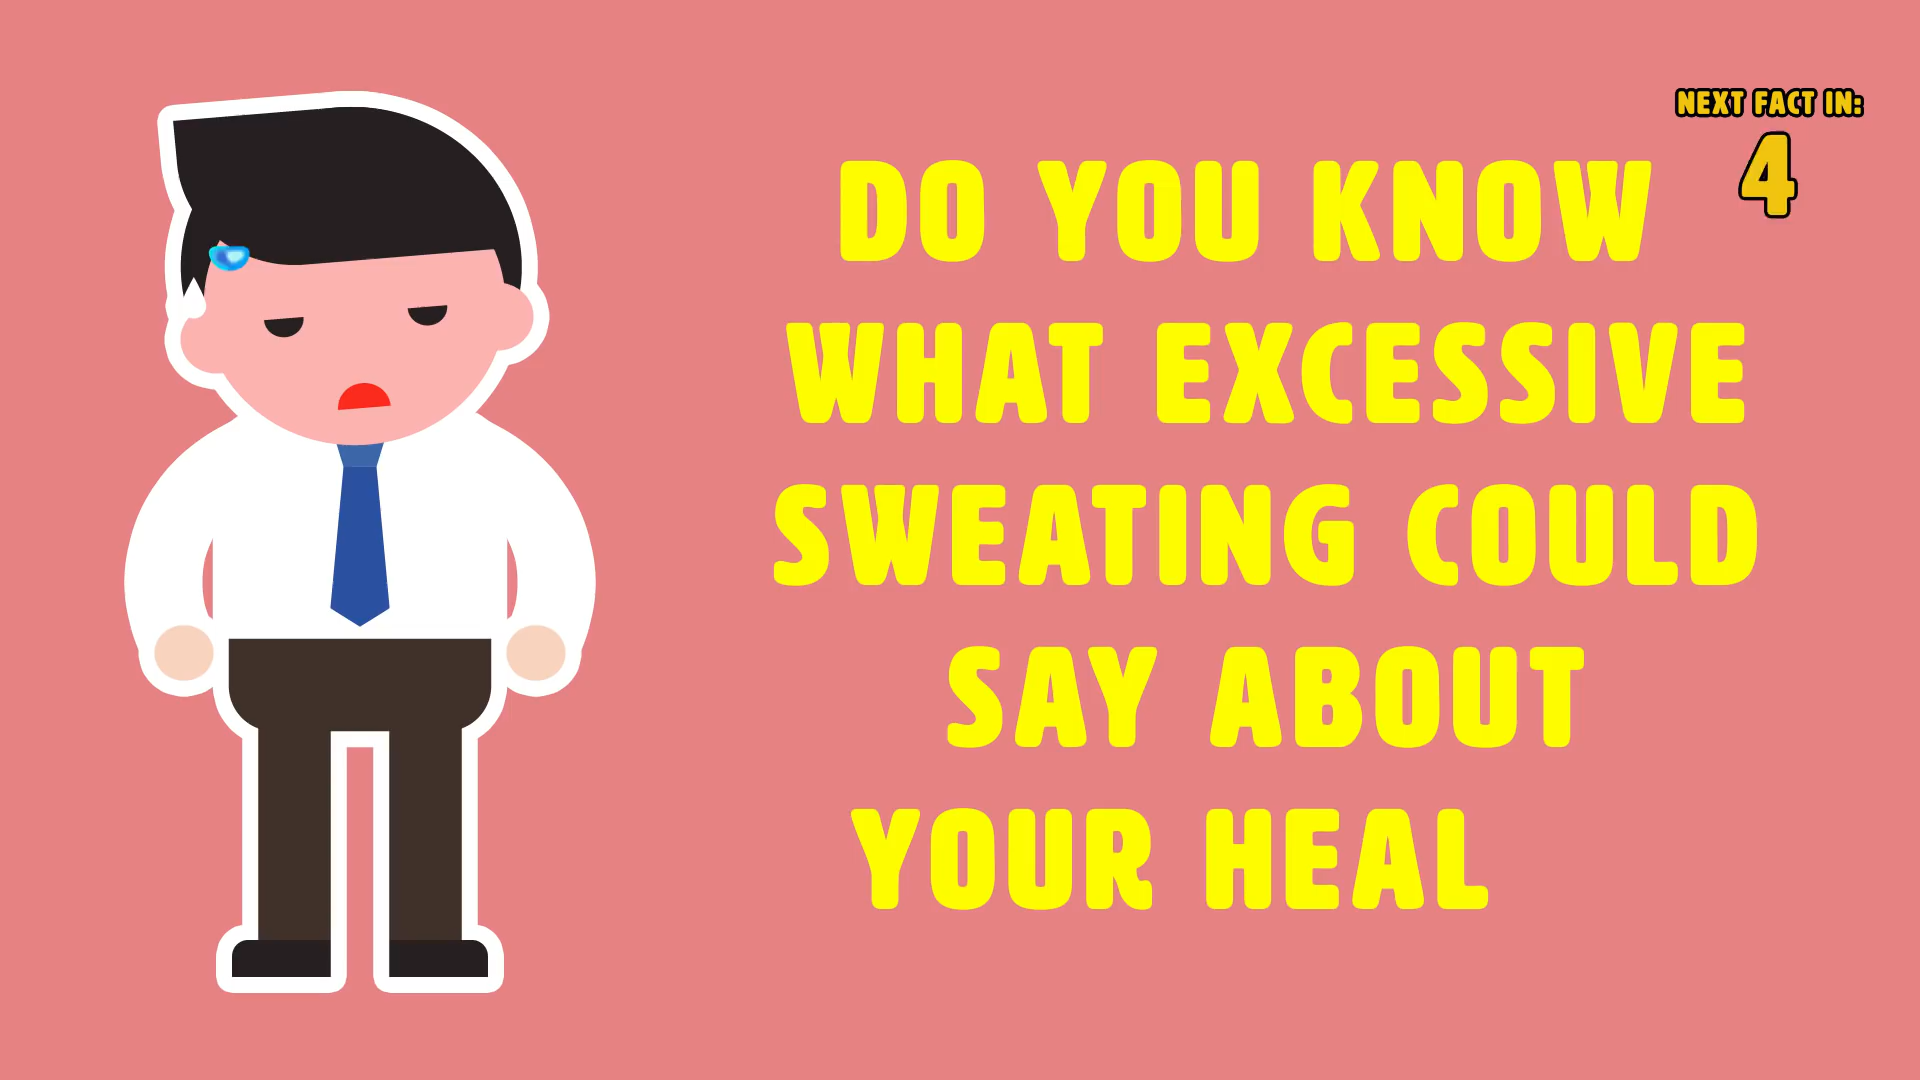 NEXT FACT IN:
4
DO YOU KNOW
WHAT EXCESSIVE
SWEATING COULD
SAY ABOUT
YOUR HEAL